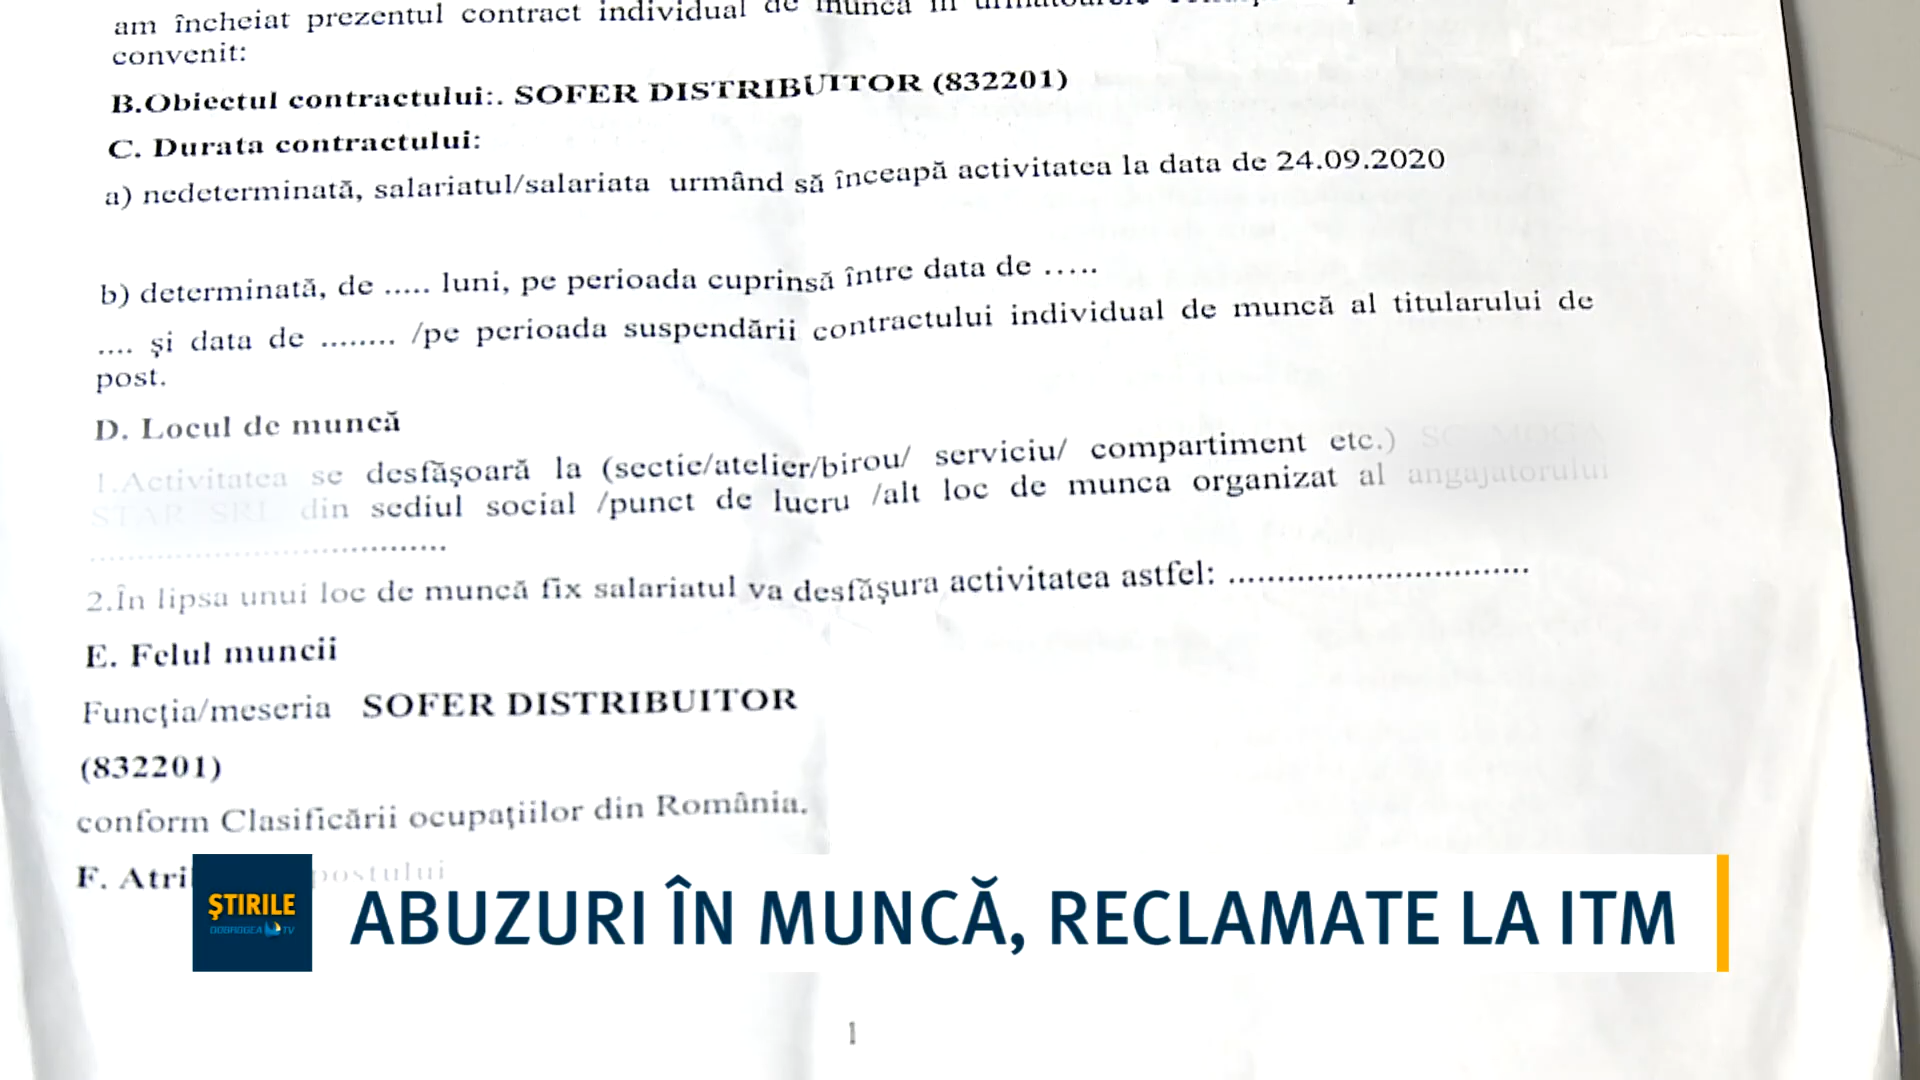 am încheiat prezentul contract individual de muncă în
convenit:
B.Obiectul contractului:. SOFER DISTRIBUITOR (832201)
C. Durata contractului:
a) nedeterminată, salariatul/salariata urmând să înceapă activitatea la data de 24.09.2020
b) determinată, de ..... luni, pe perioada cuprinsă între data de .....
.... şi data de ........ /pe perioada suspendării contractului individual de muncă al titularului de
post.
D. Locul de muncă
1.Activitatea se desfăşoară la (sectie/atelier/birou/ serviciu/ compartiment etc.) SC MOGA
STAR SRL din sediul social /punct de lucru /alt loc de munca organizat al angajatorului
..................................
2.În lipsa unui loc de muncă fix salariatul va desfăşura activitatea astfel: ..............................
E. Felul muncii
Funcţia/meseria SOFER DISTRIBUITOR
(832201)
conform Clasificării ocupaţiilor din România.
F. Atri postului
ŞTIRILE
DOBROGEA TV
ABUZURI ÎN MUNCĂ, RECLAMATE LA ITM
1